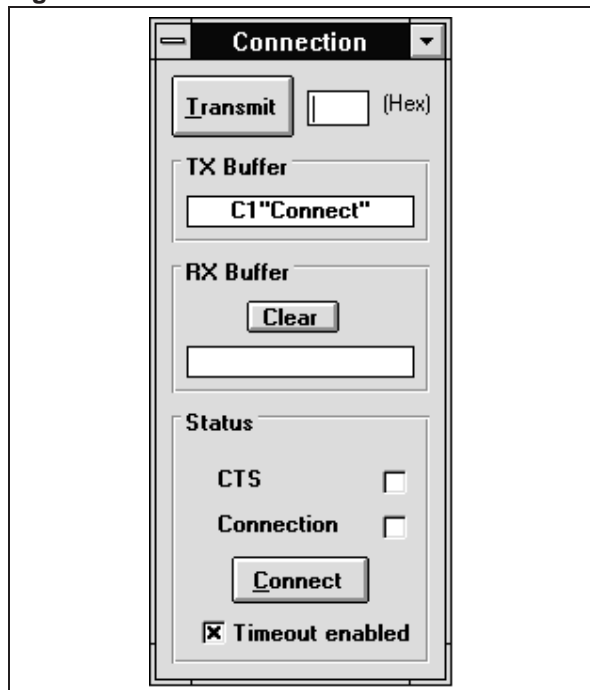 Connection
Transmit (Hex)
TX Buffer
C1"Connect"
RX Buffer
Clear
Status
CTS
Connection
Connect
Timeout enabled